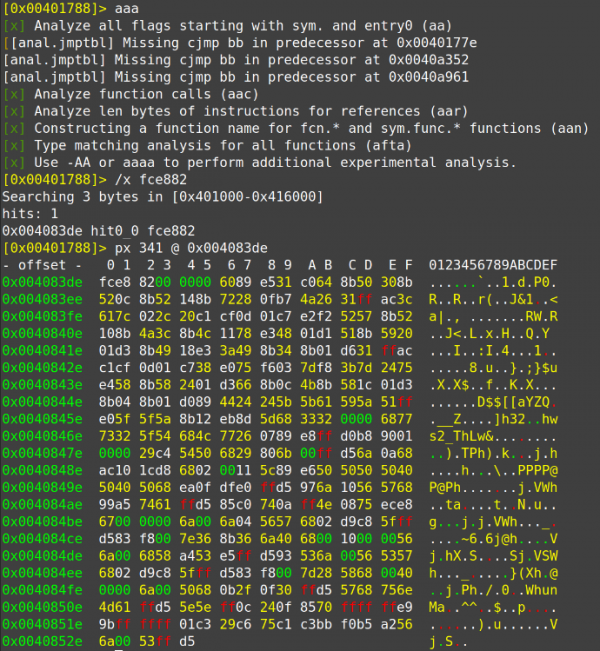 [0x00401788]> aaa
[x] Analyze all flags starting with sym. and entry0 (aa)
[[anal.jmptbl] Missing cjmp bb in predecessor at 0x0040177e
[anal.jmptbl] Missing cjmp bb in predecessor at 0x0040a352
[anal.jmptbl] Missing cjmp bb in predecessor at 0x0040a961
[x] Analyze function calls (aac)
[x] Analyze len bytes of instructions for references (aar)
[x] Constructing a function name for fcn.* and sym.func.* functions (aan)
[x] Type matching analysis for all functions (afta)
[x] Use -AA or aaaa to perform additional experimental analysis.
[0x00401788]> /x fce882
Searching 3 bytes in [0x401000-0x416000]
hits: 1
0x004083de hit0_0 fce882
[0x00401788]> px 341 @ 0x004083de
- offset -   0 1  2 3  4 5  6 7  8 9  A B  C D  E F  0123456789ABCDEF
0x004083de  fce8 8200 0000 6089 e531 c064 8b50 308b  ......`..1.d.P0.
0x004083ee  520c 8b52 148b 7228 0fb7 4a26 31ff ac3c  R..R..r(..J&1..<
0x004083fe  617c 022c 20c1 cf0d 01c7 e2f2 5257 8b52  a|., .......RW.R
0x0040840e  108b 4a3c 8b4c 1178 e348 01d1 518b 5920  ..J<.L.x.H..Q.Y
0x0040841e  01d3 8b49 18e3 3a49 8b34 8b01 d631 ffac  ...I..:I.4...1..
0x0040842e  c1cf 0d01 c738 e075 f603 7df8 3b7d 2475  .....8.u..}.;}$u
0x0040843e  e458 8b58 2401 d366 8b0c 4b8b 581c 01d3  .X.X$..f..K.X...
0x0040844e  8b04 8b01 d089 4424 245b 5b61 595a 51ff  ......D$$[[aYZQ.
0x0040845e  e05f 5f5a 8b12 eb8d 5d68 3332 0000 6877  .__Z....]h32..hw
0x0040846e  7332 5f54 684c 7726 0789 e8ff d0b8 9001  s2_ThLw&........
0x0040847e  0000 29c4 5450 6829 806b 00ff d56a 0a68  ..).TPh).k...j.h
0x0040848e  ac10 1cd8 6802 0011 5c89 e650 5050 5040  ....h...\..PPPP@
0x0040849e  5040 5068 ea0f dfe0 ffd5 976a 1056 5768  P@Ph.......j.VWh
0x004084ae  99a5 7461 ffd5 85c0 740a ff4e 0875 ece8  ..ta....t..N.u..
0x004084be  6700 0000 6a00 6a04 5657 6802 d9c8 5fff  g...j.j.VWh..._.
0x004084ce  d583 f800 7e36 8b36 6a40 6800 1000 0056  ....~6.6j@h....V
0x004084de  6a00 6858 a453 e5ff d593 536a 0056 5357  j.hX.S....Sj.VSW
0x004084ee  6802 d9c8 5fff d583 f800 7d28 5868 0040  h..._.....}(Xh.@
0x004084fe  0000 6a00 5068 0b2f 0f30 ffd5 5768 756e  ..j.Ph./.0..Whun
0x0040850e  4d61 ffd5 5e5e ff0c 240f 8570 ffff ffe9  Ma..^^..$..p....
0x0040851e  9bff ffff 01c3 29c6 75c1 c3bb f0b5 a256  ......).u......V
0x0040852e  6a00 53ff d5  j.S..